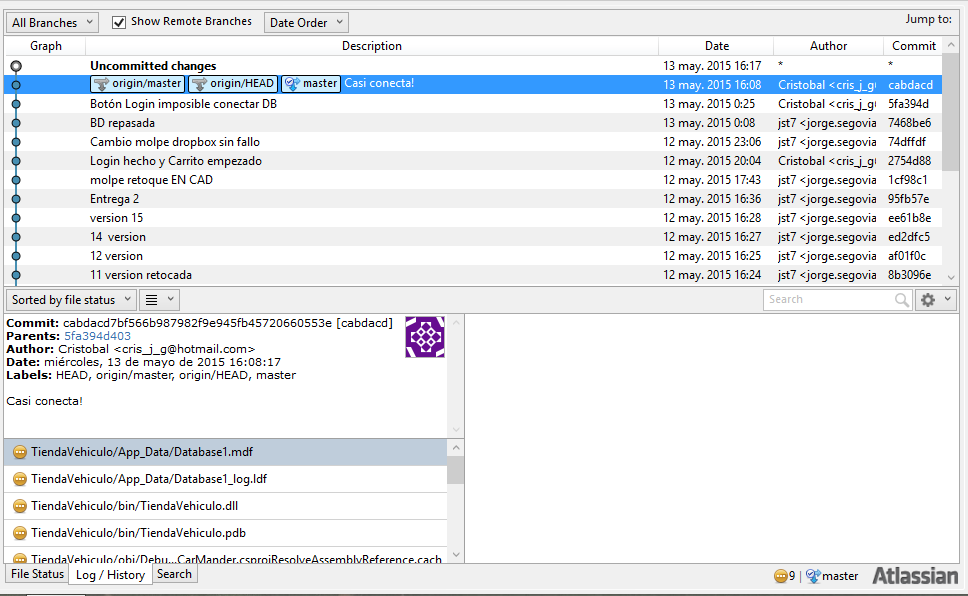 All Branches Show Remote Branches Date Order Jump to:
Graph Description Date Author Commit
Uncommitted changes 13 may. 2015 16:17 * *
origin/master origin/HEAD master Casi conecta! 13 may. 2015 16:08 Cristobal <cris_j_g cabdacd
Botón Login imposible conectar DB 13 may. 2015 0:25 Cristobal <cris_j_g 5fa394d
BD repasada 13 may. 2015 0:08 jst7 <jorge.segovia 7468be6
Cambio molpe dropbox sin fallo 12 may. 2015 23:06 jst7 <jorge.segovia 74dffdf
Login hecho y Carrito empezado 12 may. 2015 20:04 Cristobal <cris_j_g 2754d88
molpe retoque EN CAD 12 may. 2015 17:43 jst7 <jorge.segovia 1cf98c1
Entrega 2 12 may. 2015 16:36 jst7 <jorge.segovia 95fb57e
version 15 12 may. 2015 16:28 jst7 <jorge.segovia ee61b8e
14 version 12 may. 2015 16:27 jst7 <jorge.segovia ed2dfc5
12 version 12 may. 2015 16:25 jst7 <jorge.segovia af01f0c
11 version retocada 12 may. 2015 16:24 jst7 <jorge.segovia 8b3096e
Sorted by file status Search
Commit: cabdacd7bf566b987982f9e945fb45720660553e [cabdacd]
Parents: 5fa394d403
Author: Cristobal <cris_j_g@hotmail.com>
Date: miércoles, 13 de mayo de 2015 16:08:17
Labels: HEAD, origin/master, origin/HEAD, master
Casi conecta!
TiendaVehiculo/App_Data/Database1.mdf
TiendaVehiculo/App_Data/Database1_log.ldf
TiendaVehiculo/bin/TiendaVehiculo.dll
TiendaVehiculo/bin/TiendaVehiculo.pdb
TiendaVehiculo/obj/Debu...CarMander.csprojResolveAssemblyReference.cache
File Status Log / History Search 9 master Atlassian